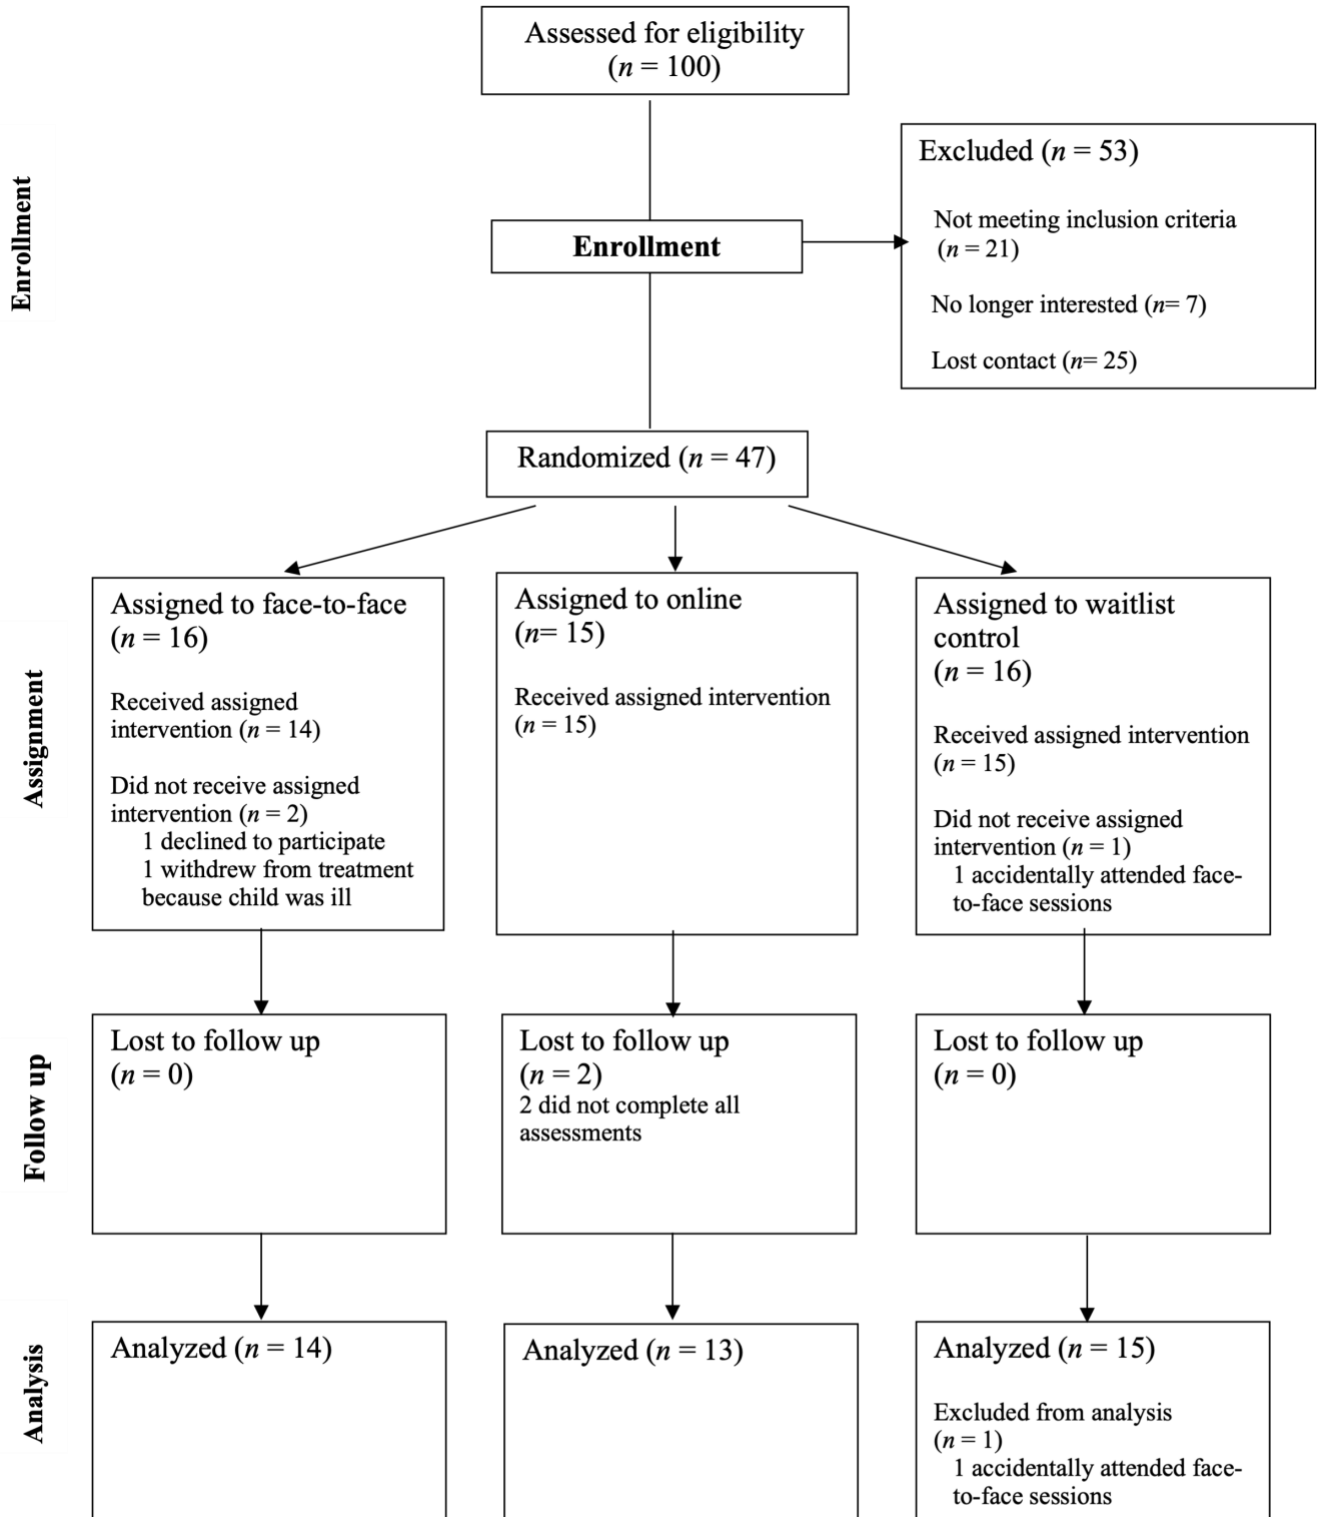 Assessed for eligibility
(n = 100)
Enrollment
Excluded (n = 53)
Not meeting inclusion criteria
(n = 21)
No longer interested (n= 7)
Lost contact (n= 25)
Enrollment
Randomized (n = 47)
Assignment
Assigned to face-to-face
(n = 16)
Received assigned
intervention (n = 14)
Did not receive assigned
intervention (n = 2)
1 declined to participate
1 withdrew from treatment
because child was ill
Assigned to online
(n= 15)
Received assigned intervention
(n = 15)
Assigned to waitlist
control
(n = 16)
Received assigned intervention
(n = 15)
Did not receive assigned
intervention (n = 1)
1 accidentally attended face-
to-face sessions
Follow up
Lost to follow up
(n = 0)
Lost to follow up
(n = 2)
2 did not complete all
assessments
Lost to follow up
(n = 0)
Analysis
Analyzed (n = 14)
Analyzed (n = 13)
Analyzed (n = 15)
Excluded from analysis
(n = 1)
1 accidentally attended face-
to-face sessions